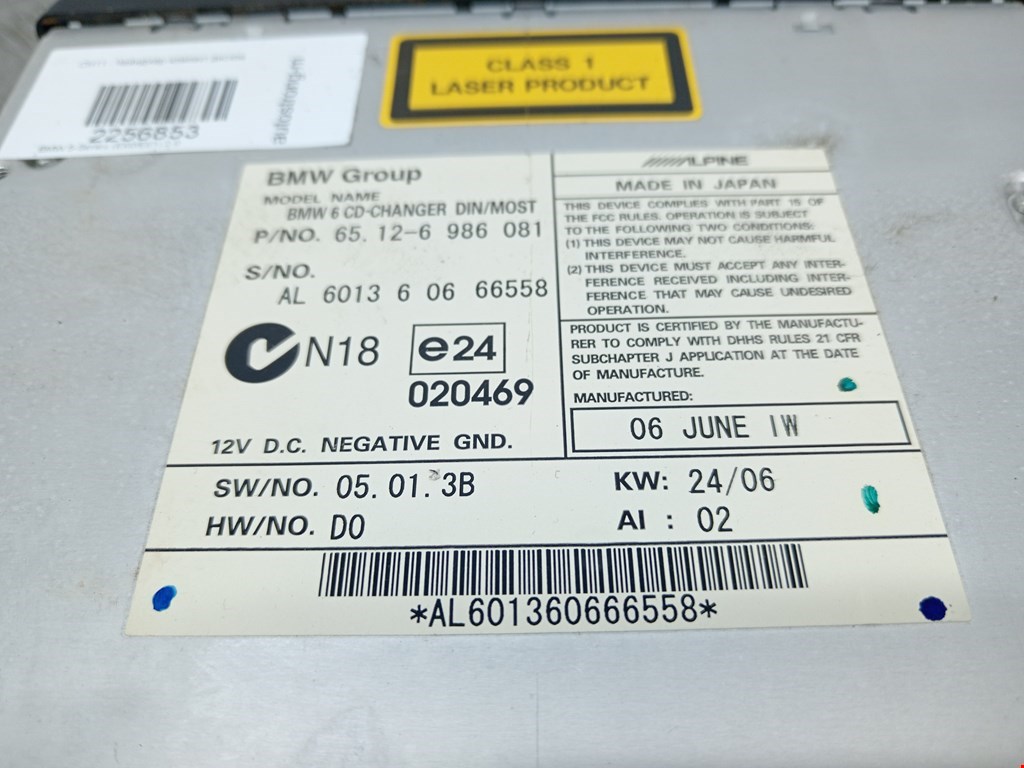 2256853
autostrong-m
CLASS 1
LASER PRODUCT
BMW Group
MODEL NAME
BMW 6 CD-CHANGER DIN/MOST
P/NO. 65. 12-6 986 081
S/NO.
AL 6013 6 06 66558
N18
e24
020469
12V D.C. NEGATIVE GND.
ALPINE
MADE IN JAPAN
THIS DEVICE COMPLIES WITH PART 15 OF
THE FCC RULES. OPERATION IS SUBJECT
TO THE FOLLOWING TWO CONDITIONS:
(1) THIS DEVICE MAY NOT CAUSE HARMFUL
INTERFERENCE.
(2) THIS DEVICE MUST ACCEPT ANY INTER-
FERENCE RECEIVED INCLUDING INTER-
FERENCE THAT MAY CAUSE UNDESIRED
OPERATION.
PRODUCT IS CERTIFIED BY THE MANUFACTU-
RER TO COMPLY WITH DHHS RULES 21 CFR
SUBCHAPTER J APPLICATION AT THE DATE
OF MANUFACTURE.
MANUFACTURED:
06 JUNE IW
SW/NO. 05. 01. 3B
KW: 24/06
HW/NO. D0
AI : 02
*AL601360666558*